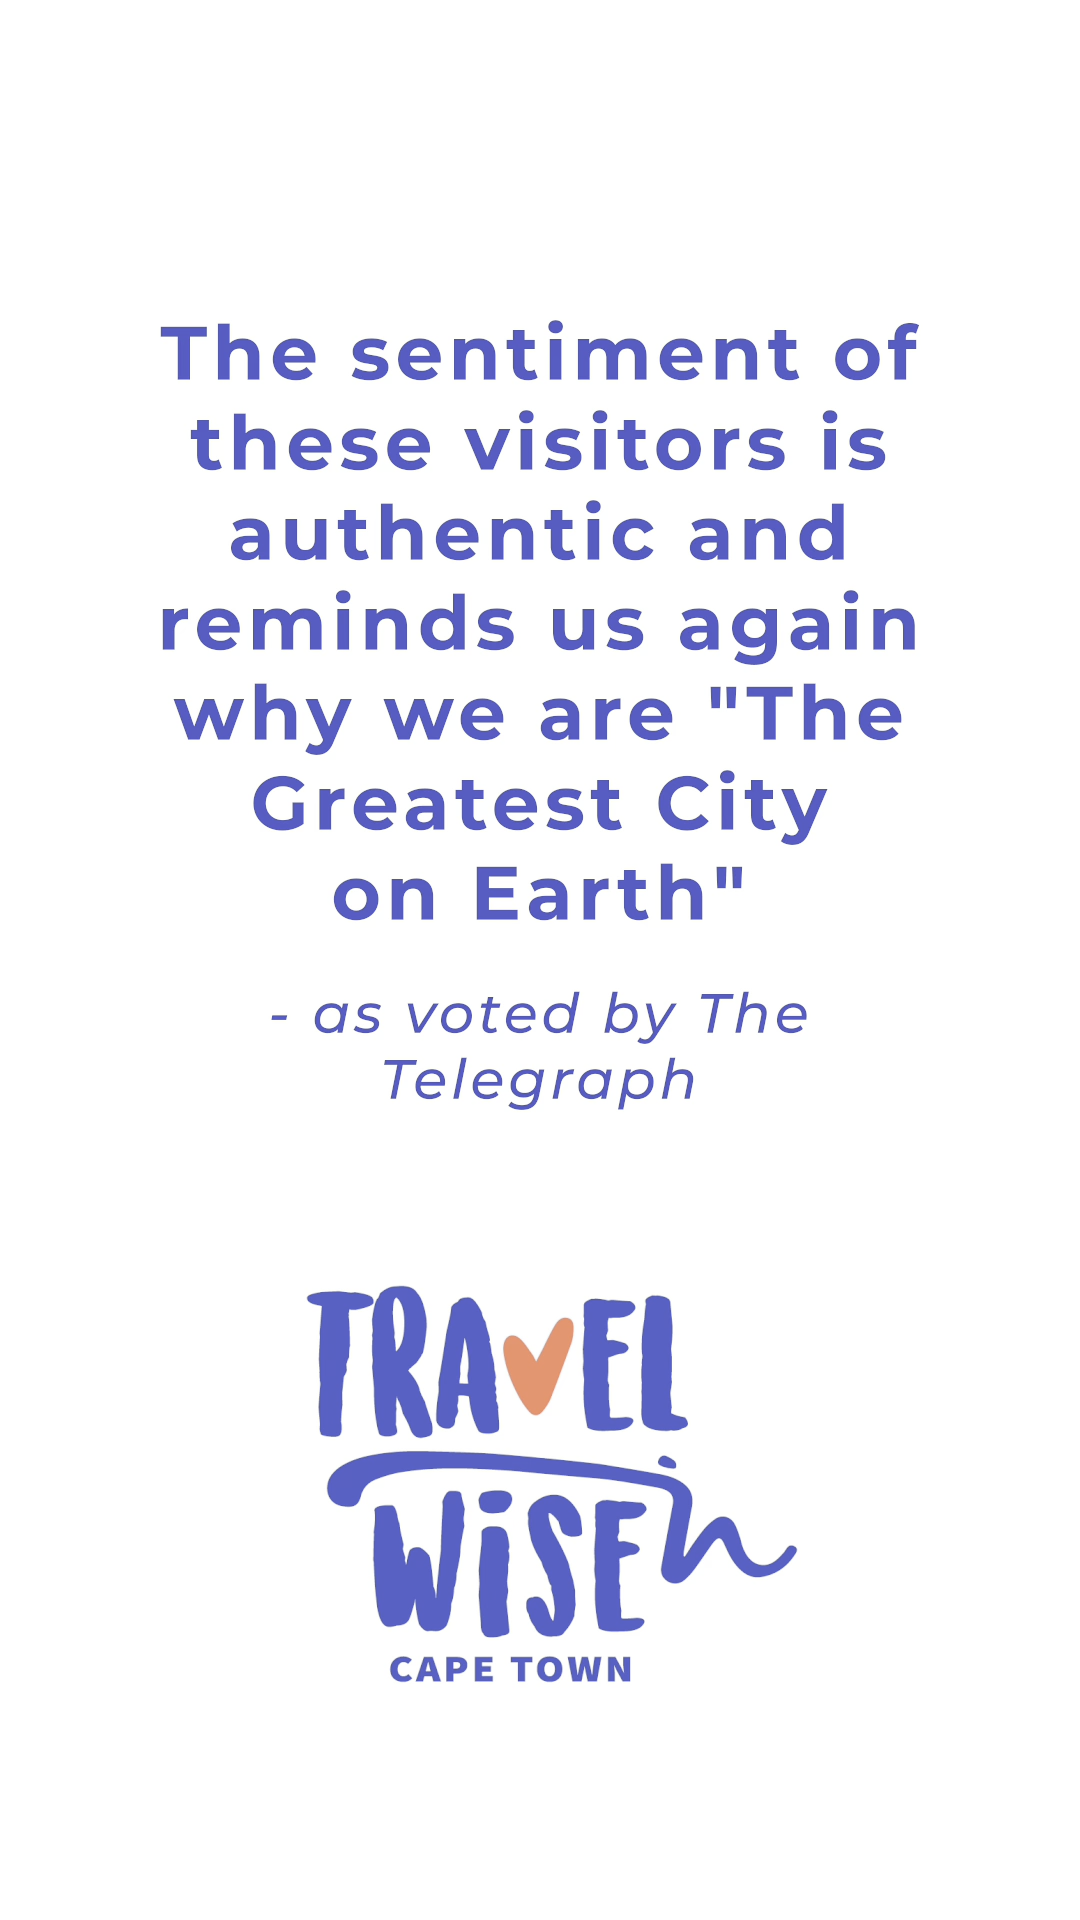 The sentiment of
these visitors is
authentic and
reminds us again
why we are "The
Greatest City
on Earth"
- as voted by The
Telegraph
TRAVEL
WiSE
CAPE TOWN